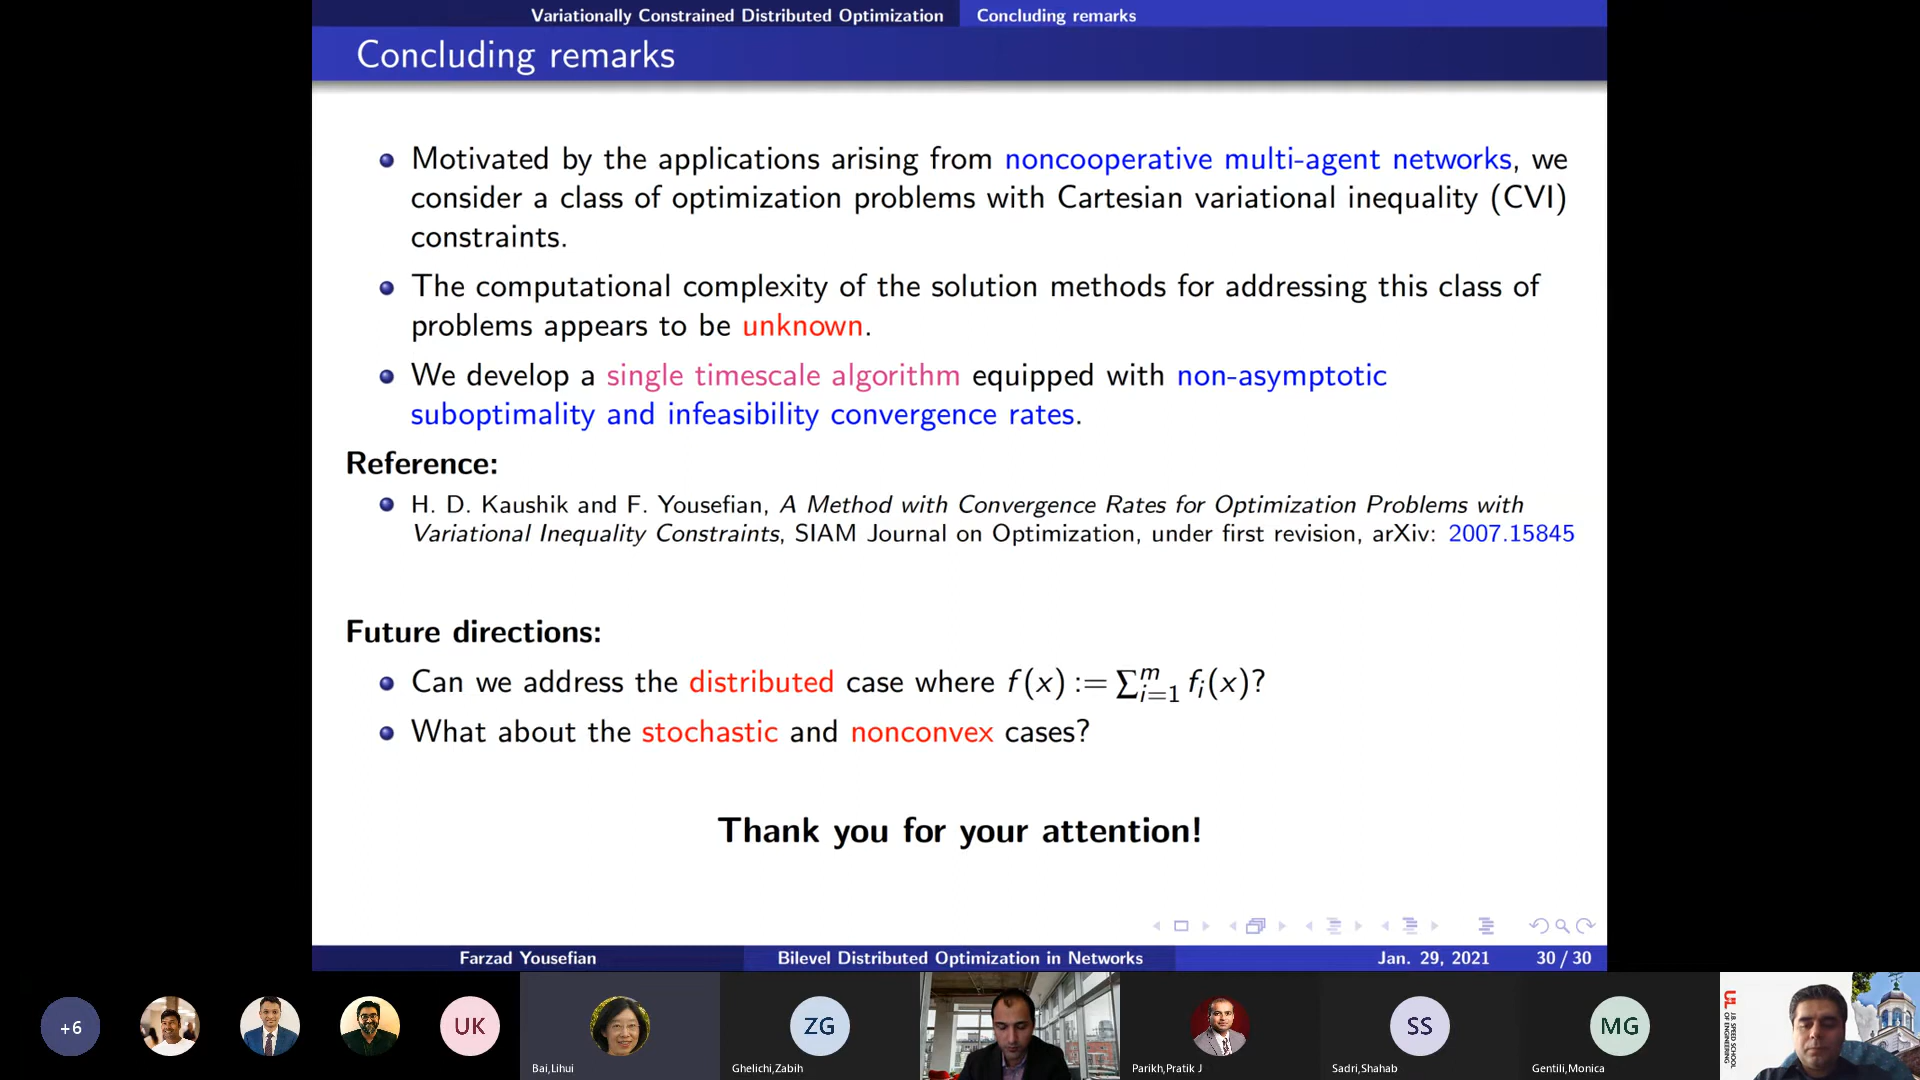 Variationally Constrained Distributed Optimization Concluding remarks
Concluding remarks
Motivated by the applications arising from noncooperative multi-agent networks, we
consider a class of optimization problems with Cartesian variational inequality (CVI)
constraints.
The computational complexity of the solution methods for addressing this class of
problems appears to be unknown.
We develop a single timescale algorithm equipped with non-asymptotic
suboptimality and infeasibility convergence rates.
Reference:
H. D. Kaushik and F. Yousefian, A Method with Convergence Rates for Optimization Problems with
Variational Inequality Constraints, SIAM Journal on Optimization, under first revision, arXiv: 2007.15845
Future directions:
Can we address the distributed case where f(x) := ∑_{i=1}^{m} f_i(x)?
What about the stochastic and nonconvex cases?
Thank you for your attention!
Farzad Yousefian Bilevel Distributed Optimization in Networks Jan. 29, 2021 30 / 30
+6
UK
Bai,Lihui
ZG
Ghelichi,Zabih
Parikh,Pratik J
SS
Sadri,Shahab
MG
Gentili,Monica
J.B. SPEED SCHOOL
OF ENGINEERING